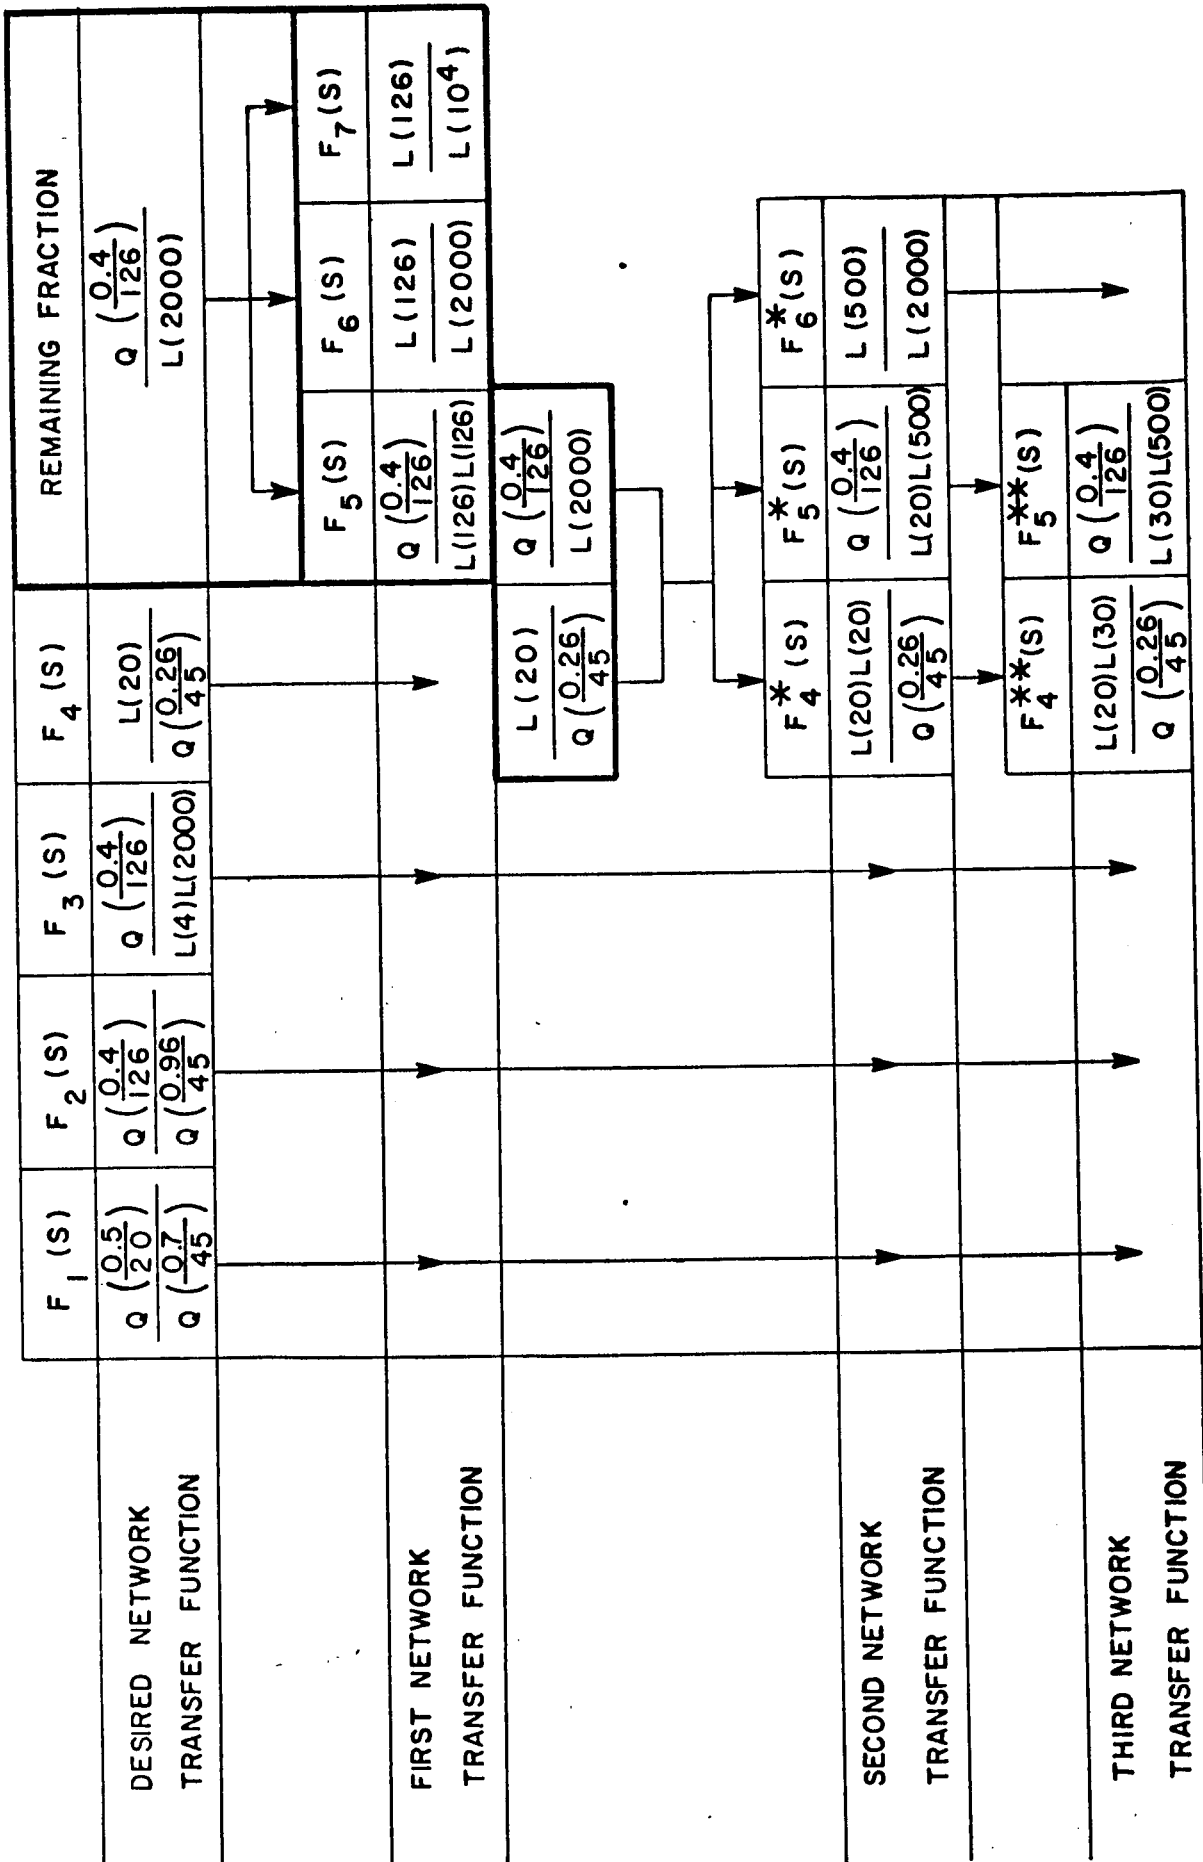 F1(S) F2(S) F3(S) F4(S) REMAINING FRACTION
DESIRED NETWORK
TRANSFER FUNCTION
Q(0.5/20)
Q(0.7/45)
Q(0.4/126)
Q(0.96/45)
Q(0.4/126)
L(4)L(2000)
L(20)
Q(0.26/45)
Q(0.4/126)
L(2000)
F5(S) F6(S) F7(S)
FIRST NETWORK
TRANSFER FUNCTION
Q(0.4/126)
L(126)L(126)
L(126)
L(2000)
L(126)
L(10^4)
L(20)
Q(0.26/45)
Q(0.4/126)
L(2000)
F4*(S) F5*(S) F6*(S)
SECOND NETWORK
TRANSFER FUNCTION
L(20)L(20)
Q(0.26/45)
Q(0.4/126)
L(20)L(500)
L(500)
L(2000)
F4**(S) F5**(S)
THIRD NETWORK
TRANSFER FUNCTION
L(20)L(30)
Q(0.26/45)
Q(0.4/126)
L(30)L(500)